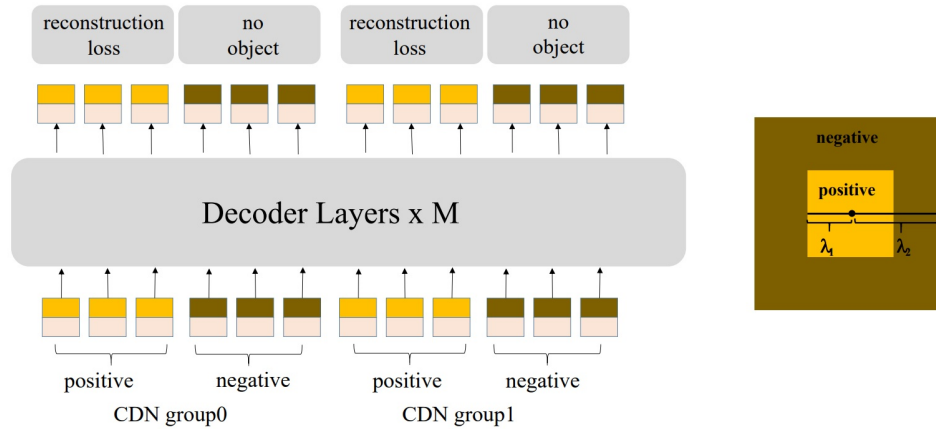 reconstruction
loss
no
object
reconstruction
loss
no
object
Decoder Layers x M
positive
negative
positive
negative
CDN group0
CDN group1
negative
positive
λ₁
λ₂